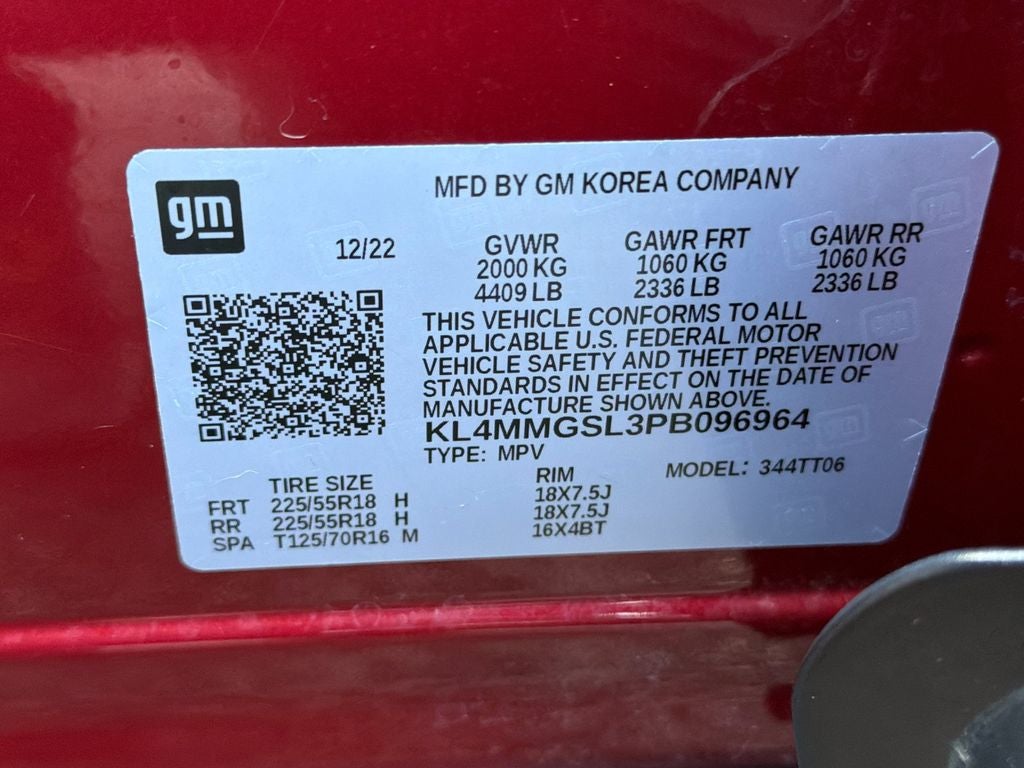 MFD BY GM KOREA COMPANY
gm
12/22
GVWR GAWR FRT GAWR RR
2000 KG 1060 KG 1060 KG
4409 LB 2336 LB 2336 LB
THIS VEHICLE CONFORMS TO ALL
APPLICABLE U.S. FEDERAL MOTOR
VEHICLE SAFETY AND THEFT PREVENTION
STANDARDS IN EFFECT ON THE DATE OF
MANUFACTURE SHOWN ABOVE.
KL4MMGSL3PB096964
TYPE: MPV
MODEL: 344TT06
TIRE SIZE RIM
FRT 225/55R18 H 18X7.5J
RR 225/55R18 H 18X7.5J
SPA T125/70R16 M 16X4BT